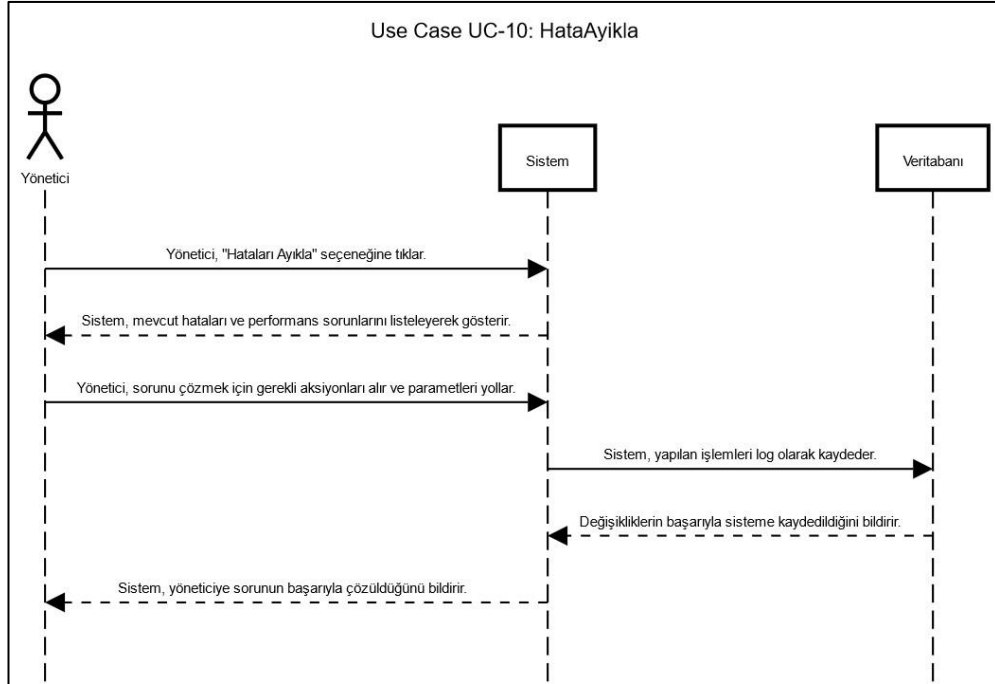 Use Case UC-10: HataAyikla
Yönetici
Sistem
Veritabanı
Yönetici, "Hataları Ayıkla" seçeneğine tıklar.
Sistem, mevcut hataları ve performans sorunlarını listeleyerek gösterir.
Yönetici, sorunu çözmek için gerekli aksiyonları alır ve parametleri yollar.
Sistem, yapılan işlemleri log olarak kaydeder.
Değişikliklerin başarıyla sisteme kaydedildiğini bildirir.
Sistem, yöneticiye sorunun başarıyla çözüldüğünü bildirir.